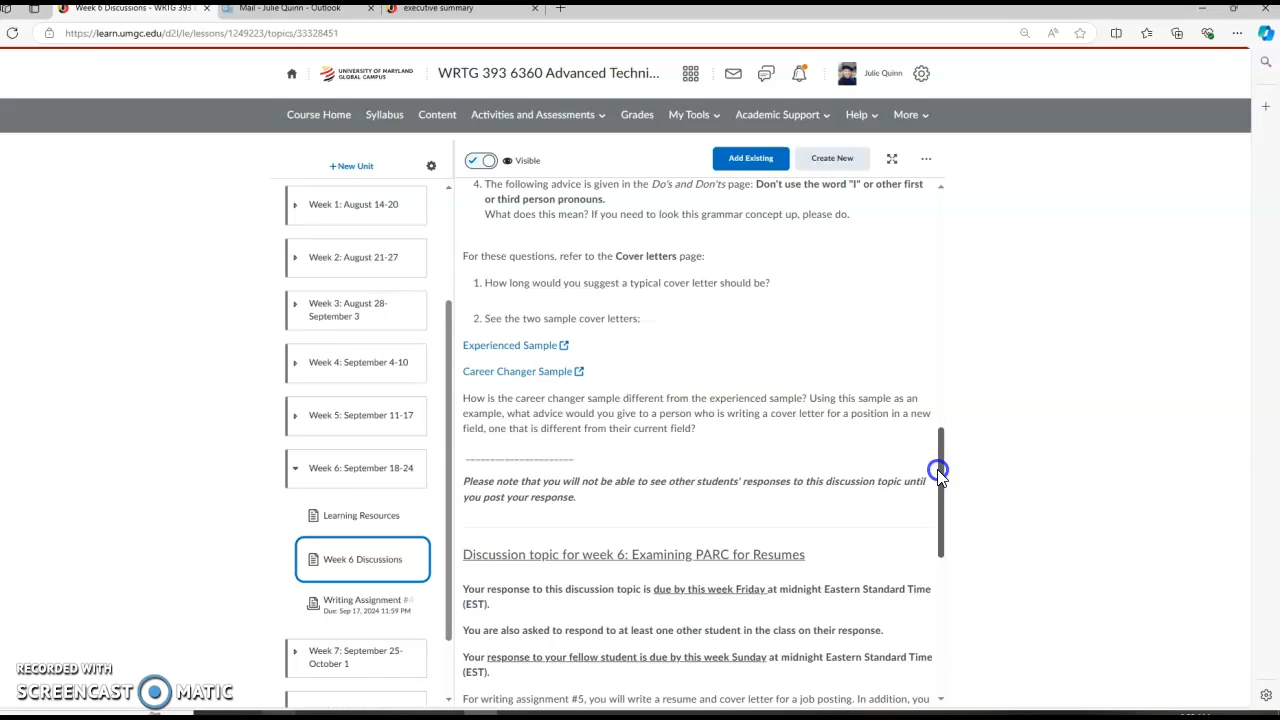 Week 6 Discussions - WRTG 393
Mail - Julie Quinn - Outlook
executive summary
https://learn.umgc.edu/d2l/le/lessons/1249223/topics/33328451
UNIVERSITY OF MARYLAND
GLOBAL CAMPUS
WRTG 393 6360 Advanced Techni...
Julie Quinn
Course Home
Syllabus
Content
Activities and Assessments
Grades
My Tools
Academic Support
Help
More
+ New Unit
Visible
Add Existing
Create New
Week 1: August 14-20
Week 2: August 21-27
Week 3: August 28-
September 3
Week 4: September 4-10
Week 5: September 11-17
Week 6: September 18-24
Learning Resources
Week 6 Discussions
Writing Assignment #4
Due: Sep 17, 2024 11:59 PM
Week 7: September 25-
October 1
4. The following advice is given in the Do's and Don'ts page: Don't use the word "I" or other first
or third person pronouns.
What does this mean? If you need to look this grammar concept up, please do.
For these questions, refer to the Cover letters page:
1. How long would you suggest a typical cover letter should be?
2. See the two sample cover letters:
Experienced Sample
Career Changer Sample
How is the career changer sample different from the experienced sample? Using this sample as an
example, what advice would you give to a person who is writing a cover letter for a position in a new
field, one that is different from their current field?
Please note that you will not be able to see other students' responses to this discussion topic until
you post your response.
Discussion topic for week 6: Examining PARC for Resumes
Your response to this discussion topic is due by this week Friday at midnight Eastern Standard Time
(EST).
You are also asked to respond to at least one other student in the class on their response.
Your response to your fellow student is due by this week Sunday at midnight Eastern Standard Time
(EST).
For writing assignment #5, you will write a resume and cover letter for a job posting. In addition, you
RECORDED WITH
SCREENCAST MATIC